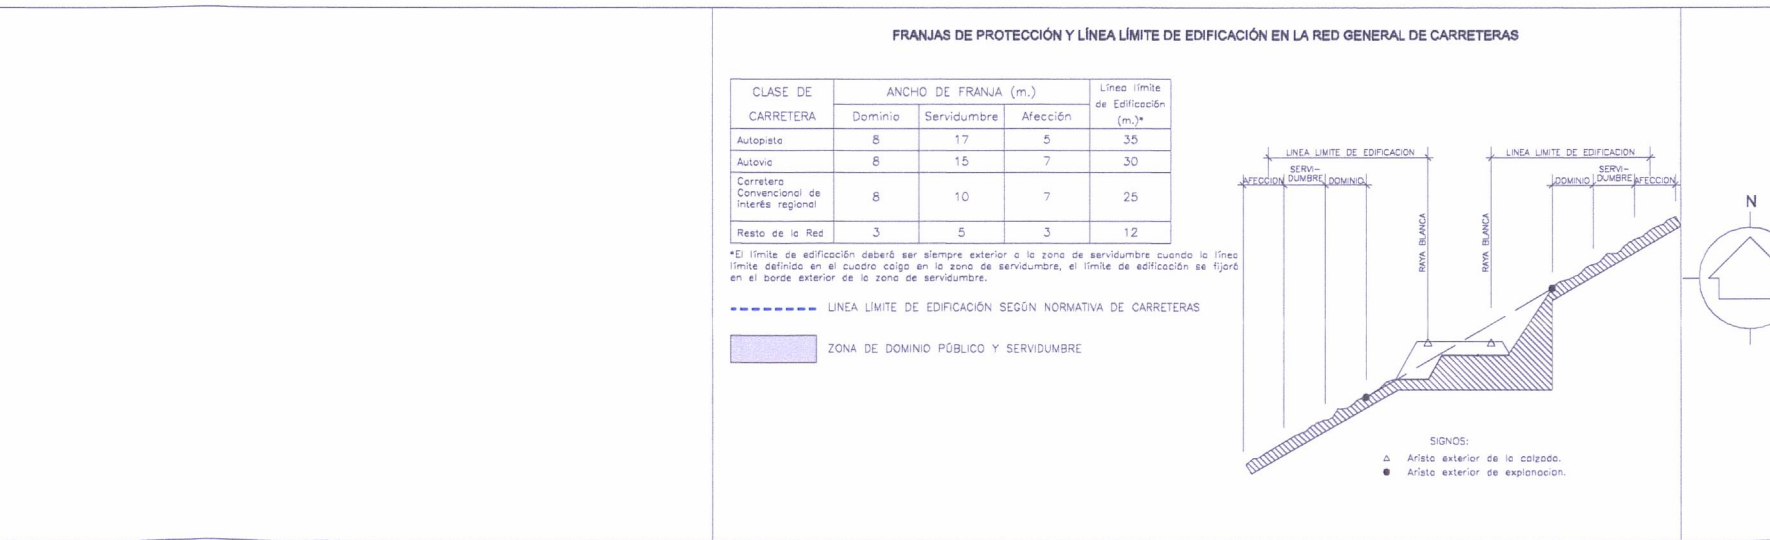 FRANJAS DE PROTECCIÓN Y LÍNEA LÍMITE DE EDIFICACIÓN EN LA RED GENERAL DE CARRETERAS
CLASE DE CARRETERA
ANCHO DE FRANJA (m.)
Línea límite de Edificación (m.)*
Dominio Servidumbre Afección
Autopista 8 17 5 35
Autovia 8 15 7 30
Carretera Convencional de interés regional 8 10 7 25
Resto de la Red 3 5 3 12
*El límite de edificación deberá ser siempre exterior a la zona de servidumbre cuando la línea
límite definida en el cuadro caiga en la zona de servidumbre, el límite de edificación se fijará
en el borde exterior de la zona de servidumbre.
LINEA LÍMITE DE EDIFICACIÓN SEGÚN NORMATIVA DE CARRETERAS
ZONA DE DOMINIO PÚBLICO Y SERVIDUMBRE
LINEA LIMITE DE EDIFICACION
LINEA LIMITE DE EDIFICACION
AFECCION
SERVI-
DUMBRE
DOMINIO
DOMINIO
SERVI-
DUMBRE
AFECCION
RAYA BLANCA
RAYA BLANCA
SIGNOS:
Arista exterior de la calzada.
Arista exterior de explanacion.
N